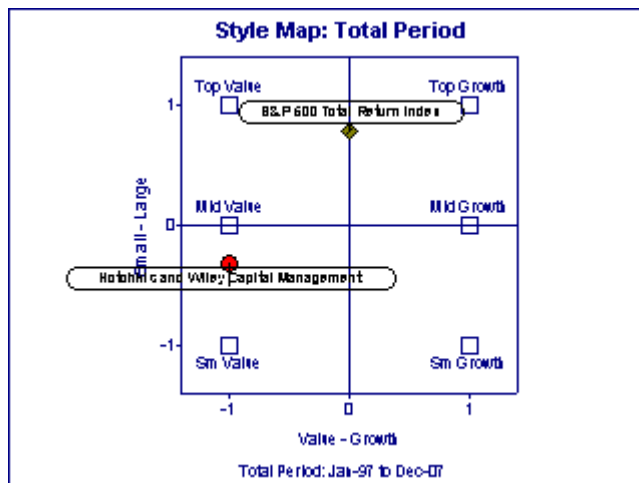 Style Map: Total Period
Top Value
Top Growth
1
Total Return Index
Mid Value
Mid Growth
0
Small - Large
and Wiley Capital Management
-1
Sm Value
Sm Growth
-1
0
1
Value - Growth
Total Period: Jan-97 to Dec-07